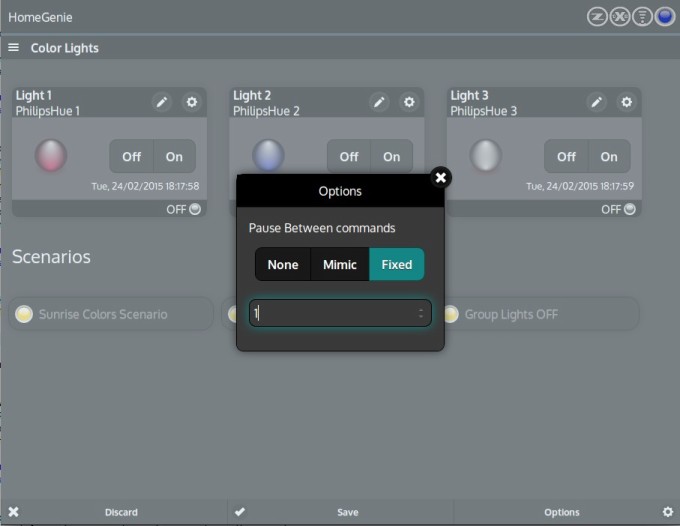 HomeGenie
Color Lights
Light 1
PhilipsHue 1
Off On
Tue, 24/02/2015 18:17:58
OFF
Light 2
PhilipsHue 2
Off On
Light 3
PhilipsHue 3
Off On
Tue, 24/02/2015 18:17:59
OFF
Options
Pause Between commands
None Mimic Fixed
1
Scenarios
Sunrise Colors Scenario
Group Lights OFF
Discard Save Options